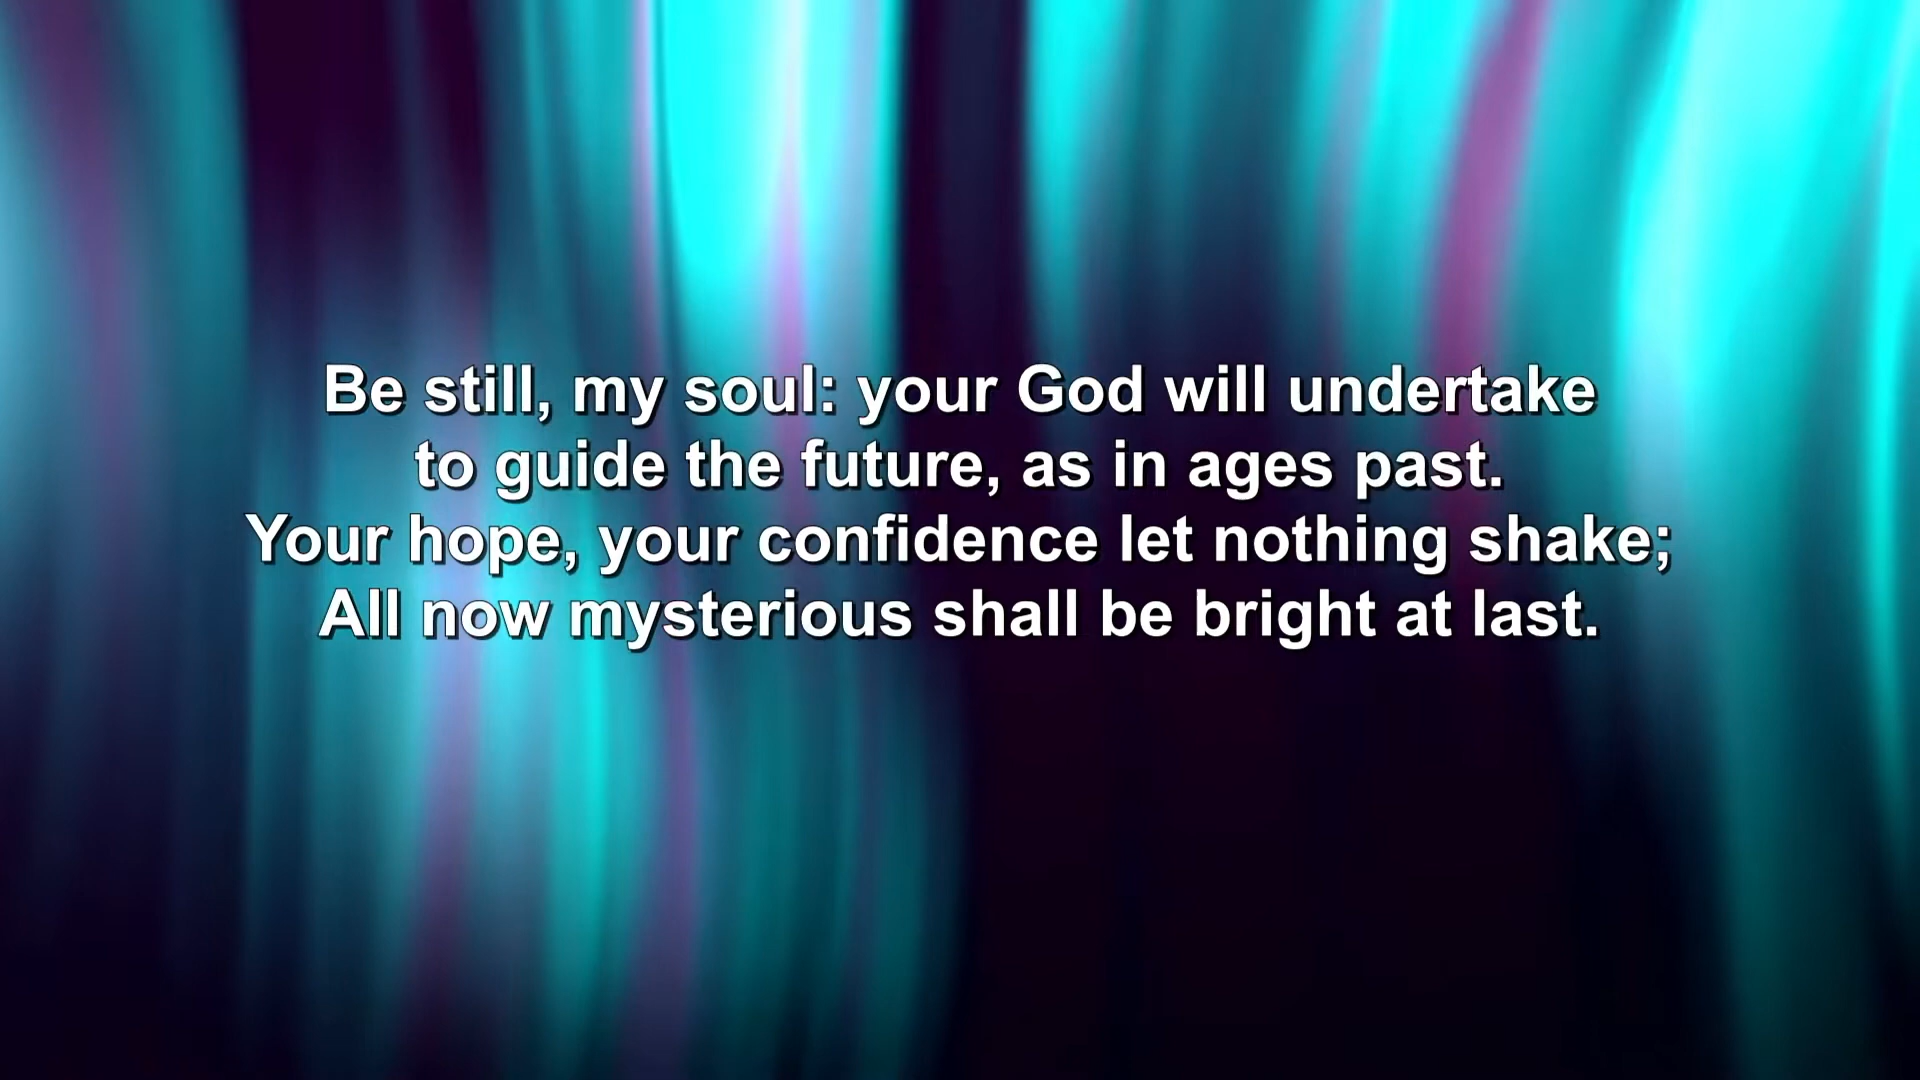 Be still, my soul: your God will undertake
to guide the future, as in ages past.
Your hope, your confidence let nothing shake;
All now mysterious shall be bright at last.